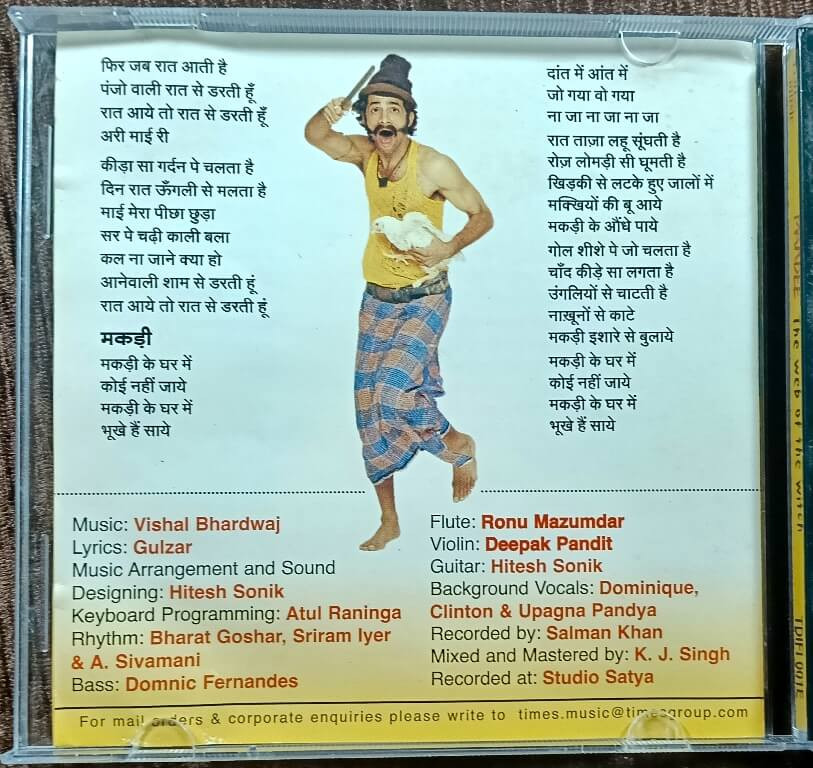 फिर जब रात आती है
पंजो वाली रात से डरती हूँ
रात आये तो रात से डरती हूँ
अरी माई री
कीड़ा सा गर्दन पे चलता है
दिन रात ऊँगली से मलता है
माई मेरा पीछा छुड़ा
सर पे चढ़ी काली बला
कल ना जाने क्या हो
आनेवाली शाम से डरती हूं
रात आये तो रात से डरती हूं
मकड़ी
मकड़ी के घर में
कोई नहीं जाये
मकड़ी के घर में
भूखे हैं साये
दांत में आंत में
जो गया वो गया
ना जा ना जा ना जा
रात ताज़ा लहू सूंघती है
रोज़ लोमड़ी सी घूमती है
खिड़की से लटके हुए जालों में
मक्खियों की बू आये
मकड़ी के औंधे पाये
गोल शीशे पे जो चलता है
चाँद कीड़े सा लगता है
उंगलियों से चाटती है
नाख़ूनों से काटे
मकड़ी इशारे से बुलाये
मकड़ी के घर में
कोई नहीं जाये
मकड़ी के घर में
भूखे हैं साये
Music: Vishal Bhardwaj
Lyrics: Gulzar
Music Arrangement and Sound
Designing: Hitesh Sonik
Keyboard Programming: Atul Raninga
Rhythm: Bharat Goshar, Sriram Iyer
& A. Sivamani
Bass: Domnic Fernandes
Flute: Ronu Mazumdar
Violin: Deepak Pandit
Guitar: Hitesh Sonik
Background Vocals: Dominique,
Clinton & Upagna Pandya
Recorded by: Salman Khan
Mixed and Mastered by: K. J. Singh
Recorded at: Studio Satya
For mail orders & corporate enquiries please write to times.music@timesgroup.com
The web of the witch
TDIFI 001E